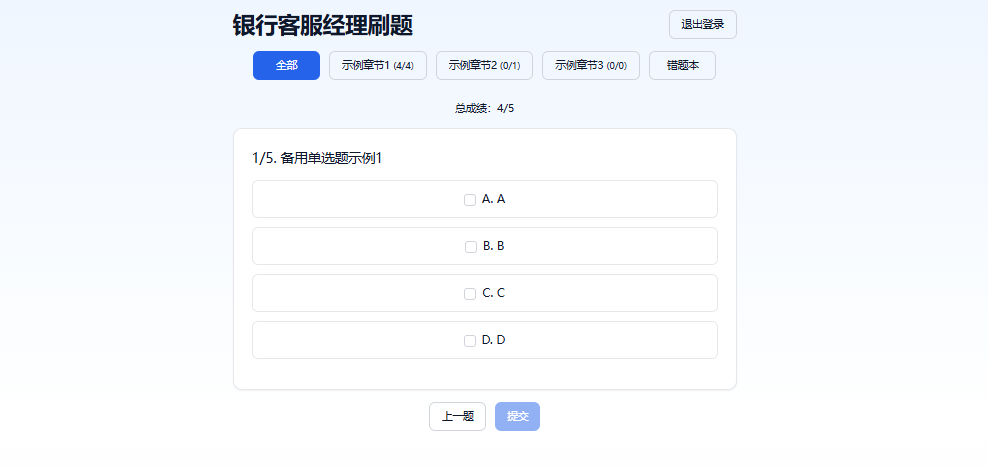 银行客服经理刷题
退出登录
全部 示例章节1 (4/4) 示例章节2 (0/1) 示例章节3 (0/0) 错题本
总成绩：4/5
1/5. 备用单选题示例1
A. A
B. B
C. C
D. D
上一题 提交